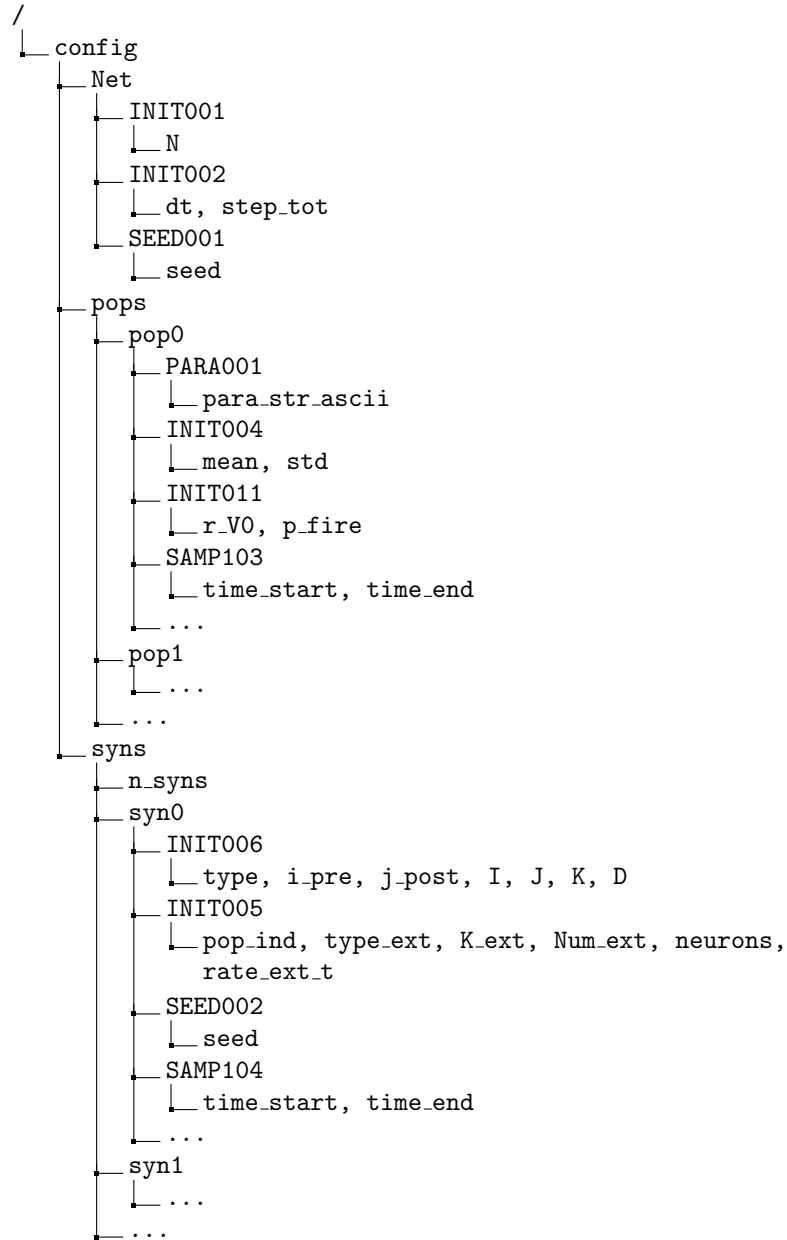 /
config
Net
INIT001
N
INIT002
dt, step_tot
SEED001
seed
pops
pop0
PARA001
para_str_ascii
INIT004
mean, std
INIT011
r_V0, p_fire
SAMP103
time_start, time_end
...
pop1
...
...
syns
n_syns
syn0
INIT006
type, i_pre, j_post, I, J, K, D
INIT005
pop_ind, type_ext, K_ext, Num_ext, neurons,
rate_ext_t
SEED002
seed
SAMP104
time_start, time_end
...
syn1
...
...